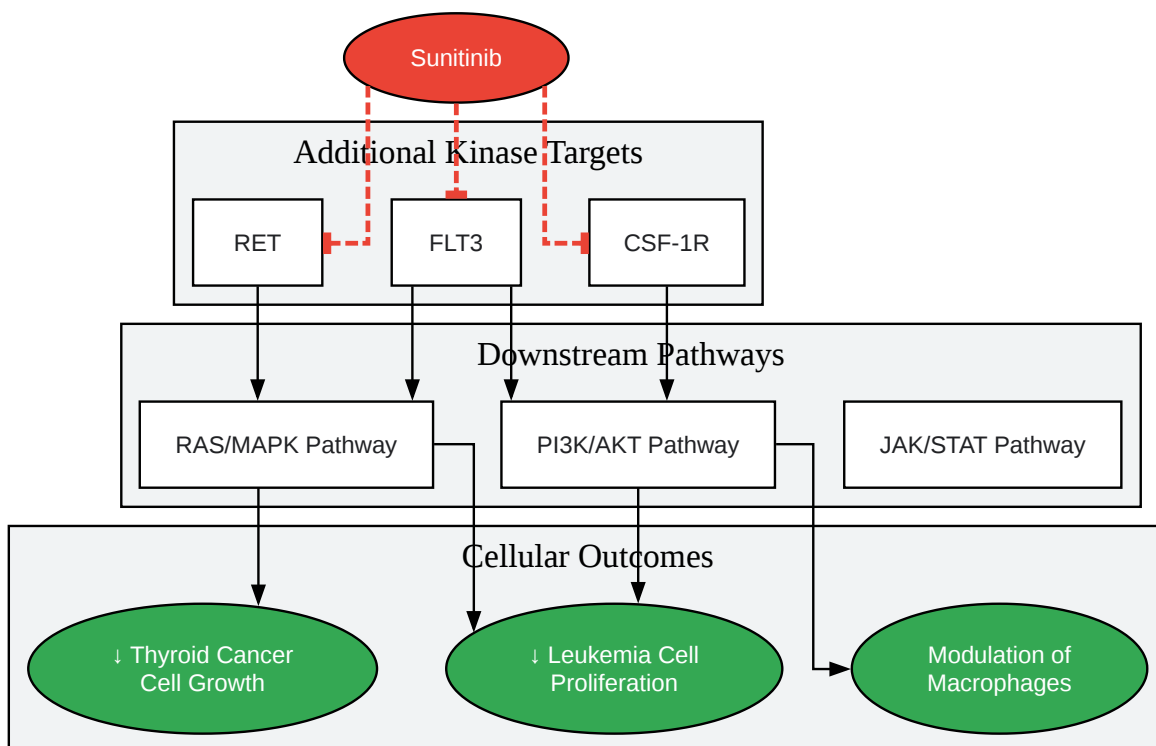 Sunitinib
Additional Kinase Targets
RET
FLT3
CSF-1R
Downstream Pathways
RAS/MAPK Pathway
PI3K/AKT Pathway
JAK/STAT Pathway
Cellular Outcomes
↓ Thyroid Cancer
Cell Growth
↓ Leukemia Cell
Proliferation
Modulation of
Macrophages